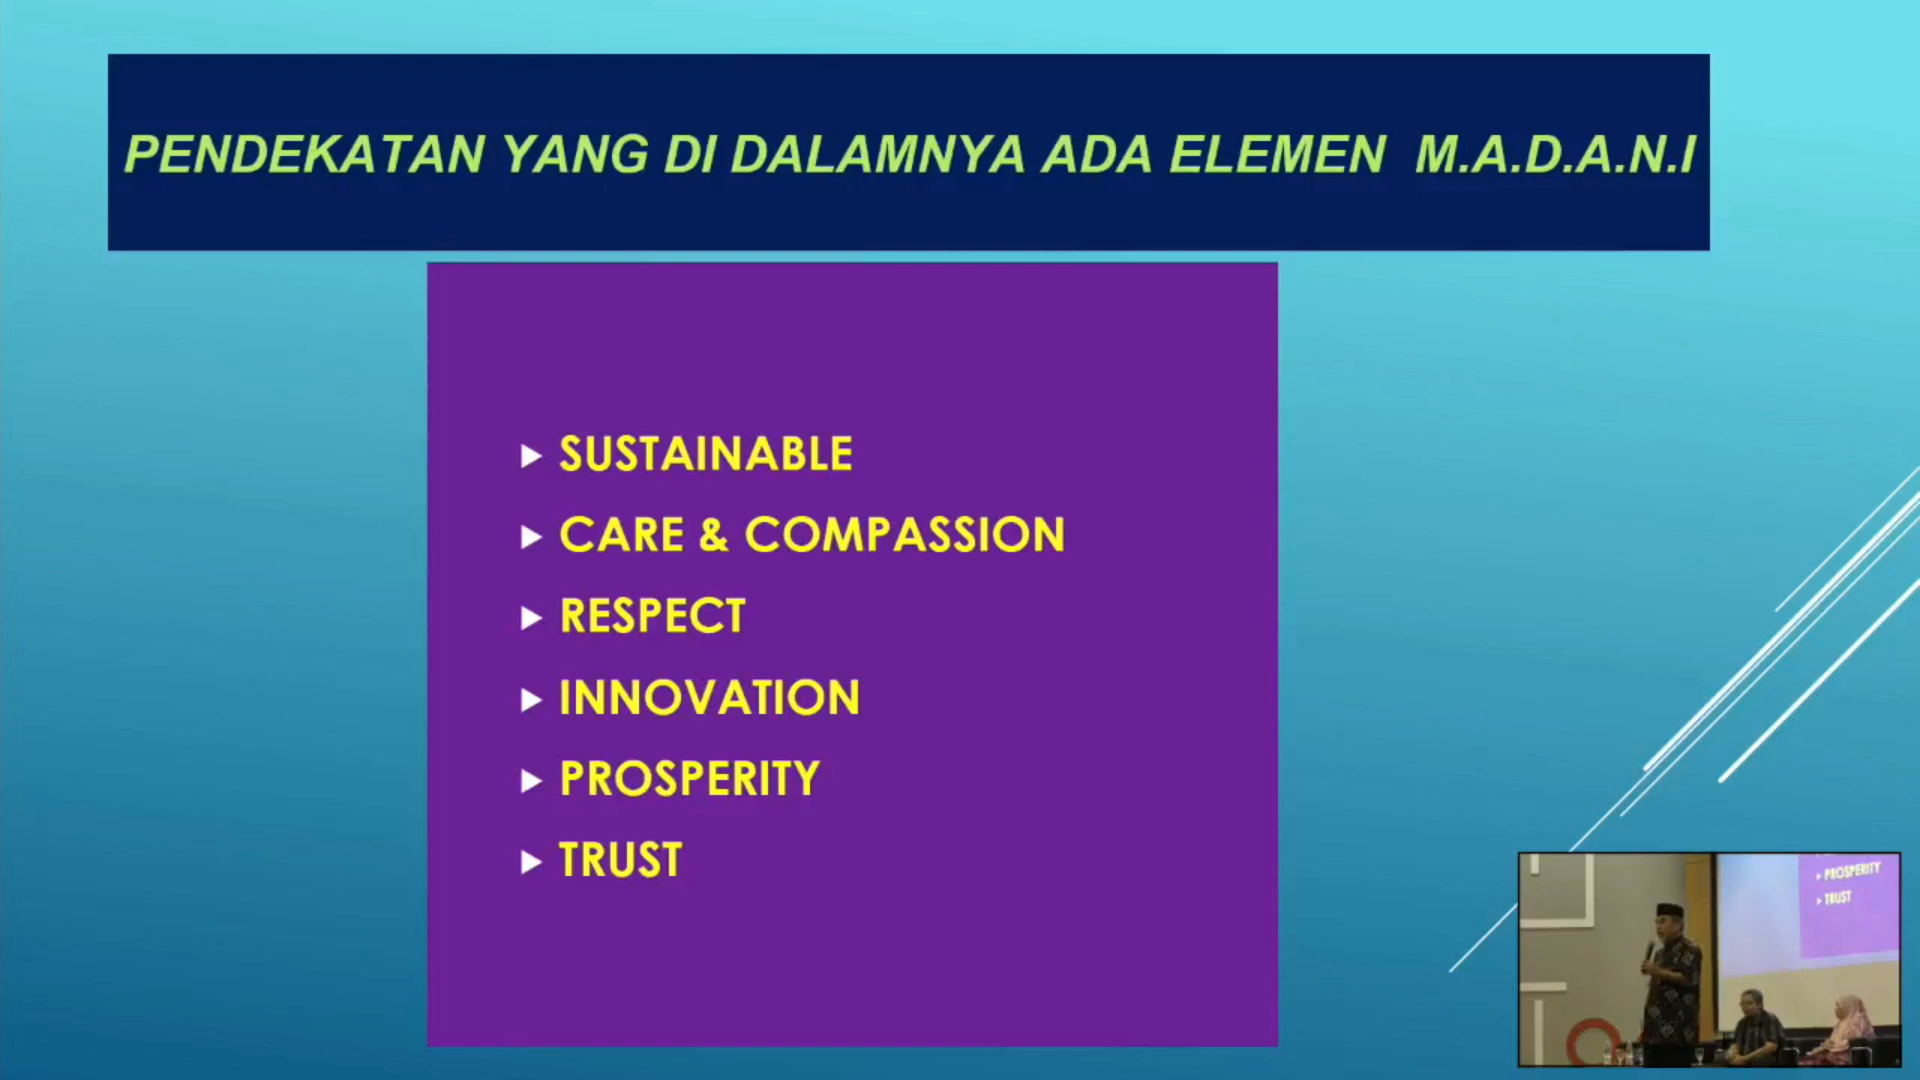 PENDEKATAN YANG DI DALAMNYA ADA ELEMEN M.A.D.A.N.I
SUSTAINABLE
CARE & COMPASSION
RESPECT
INNOVATION
PROSPERITY
TRUST
PROSPERITY
TRUST